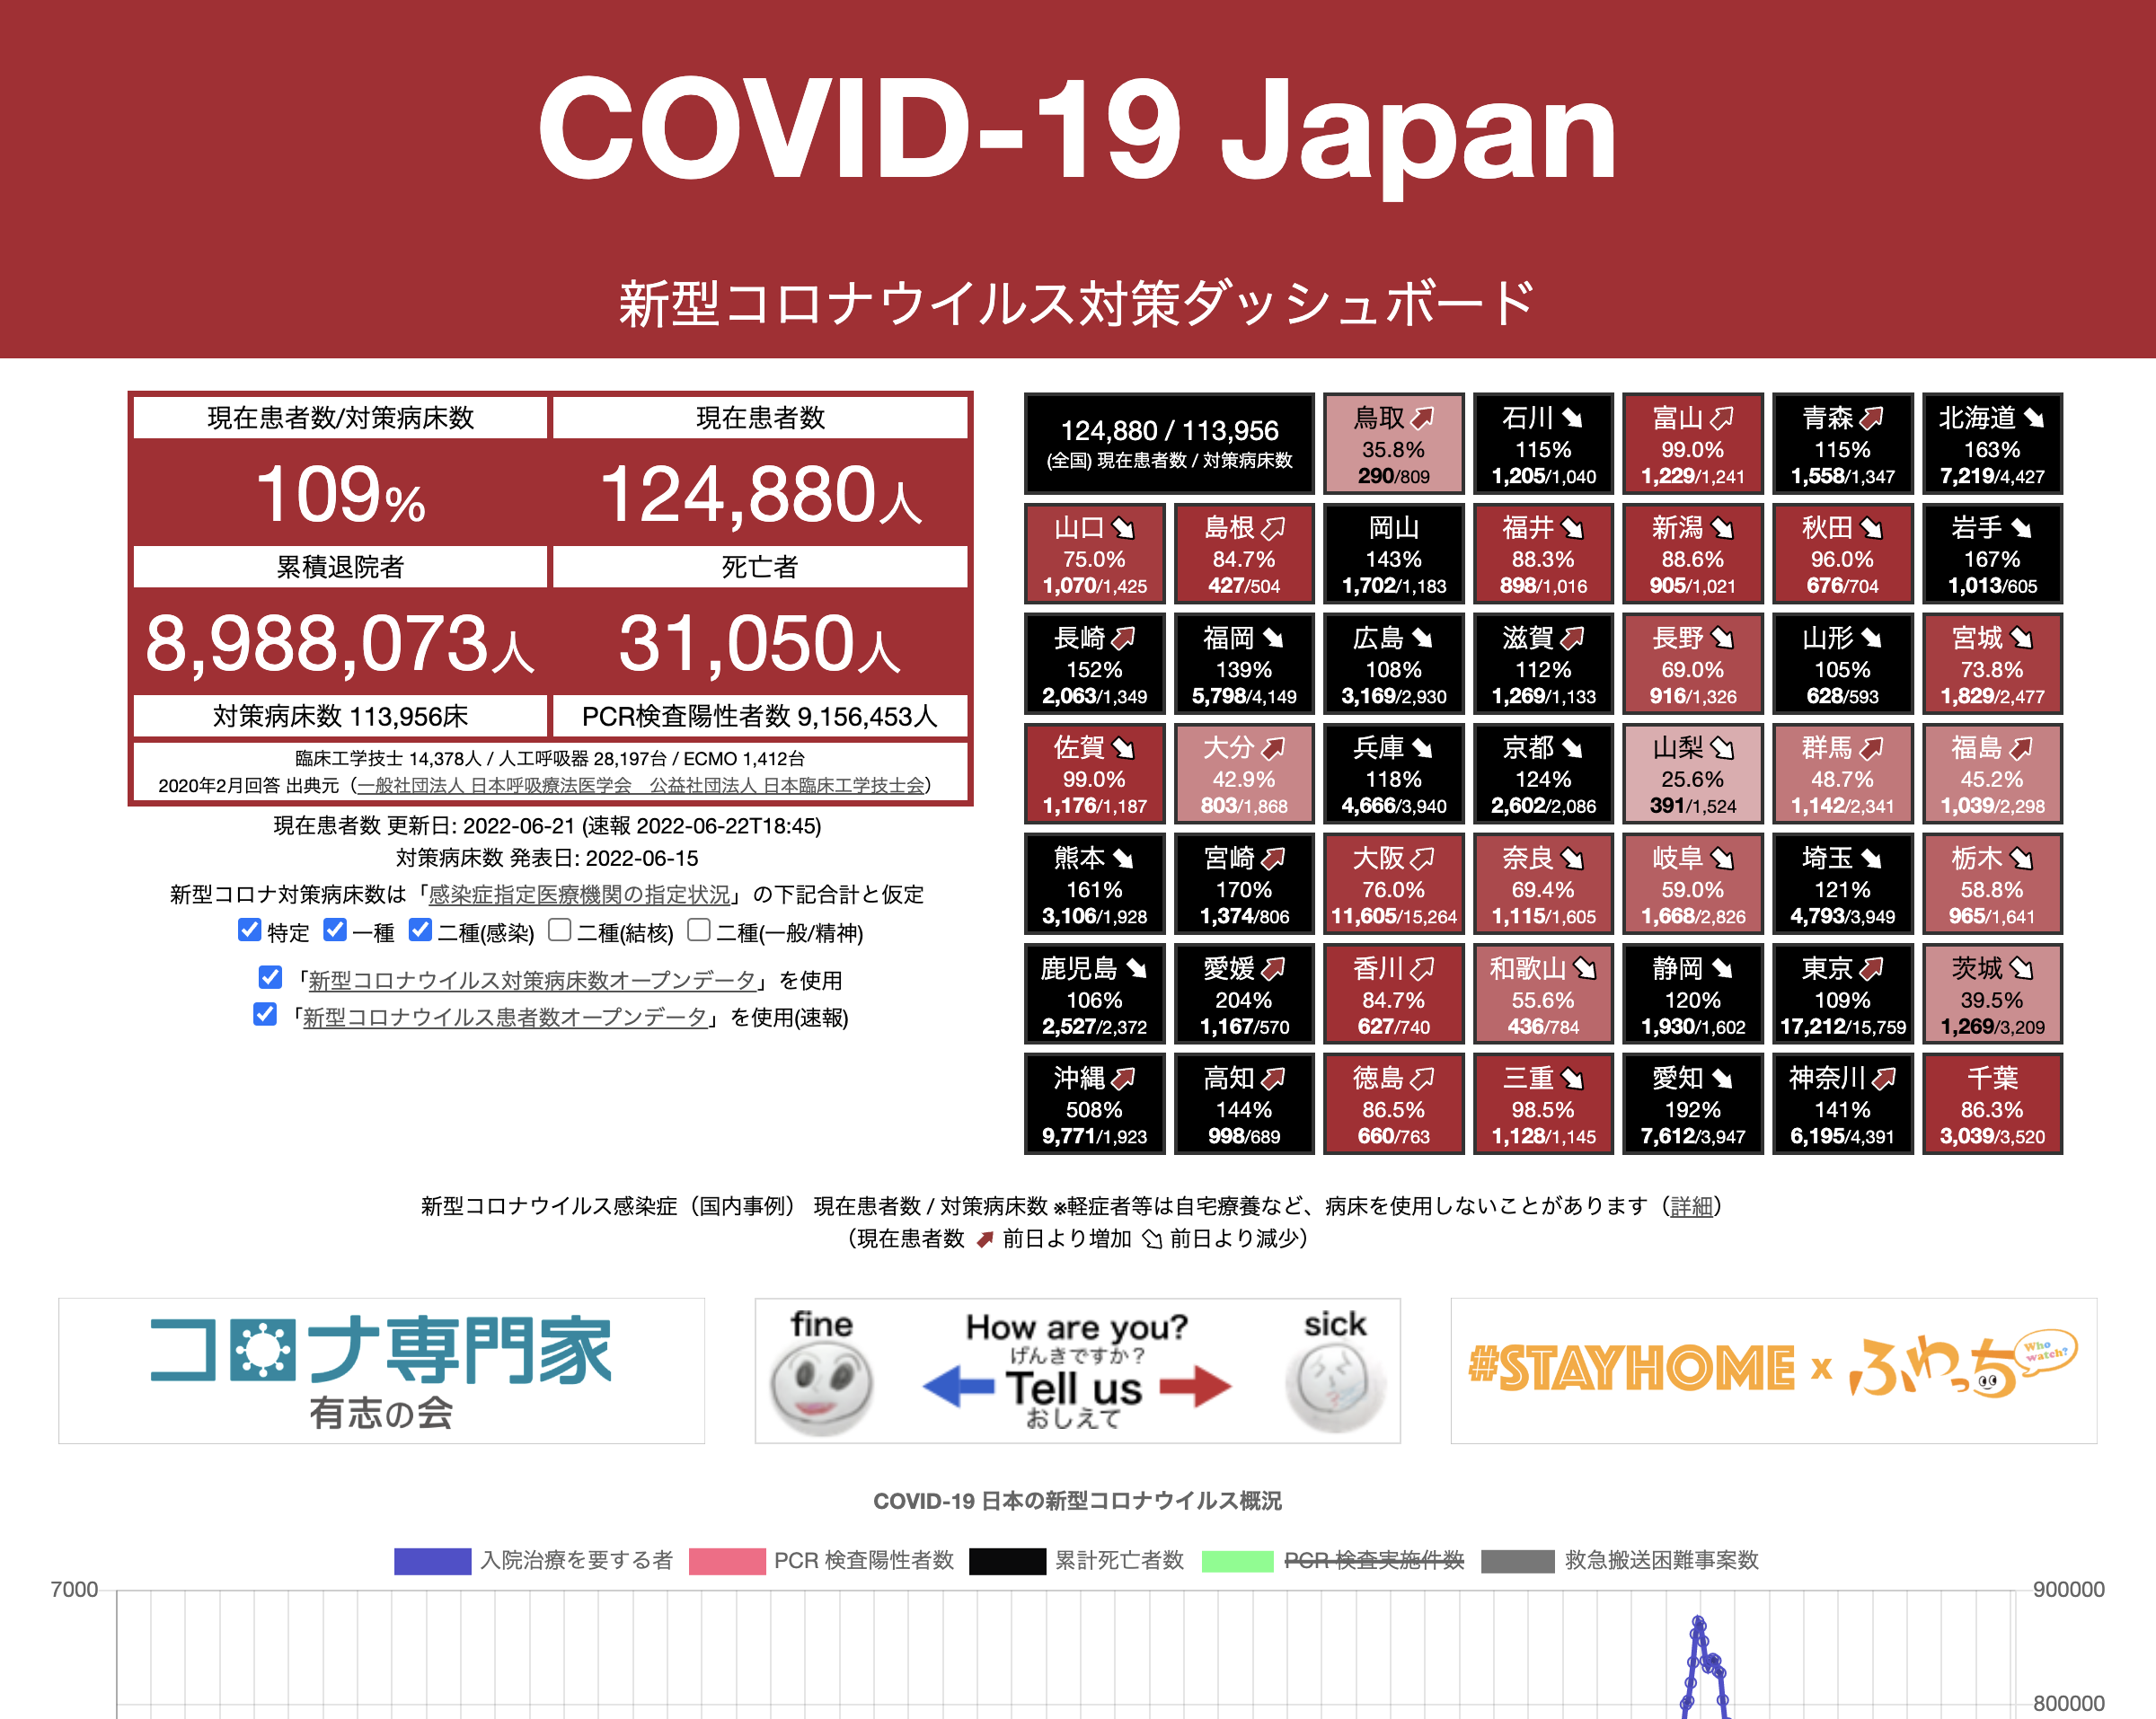 COVID-19 Japan
新型コロナウイルス対策ダッシュボード
現在患者数/対策病床数
現在患者数
109%
124,880人
累積退院者
死亡者
8,988,073人
31,050人
対策病床数 113,956床
PCR検査陽性者数 9,156,453人
臨床工学技士 14,378人 / 人工呼吸器 28,197台 / ECMO 1,412台
2020年2月回答 出典元（一般社団法人 日本呼吸療法医学会　公益社団法人 日本臨床工学技士会）
現在患者数 更新日: 2022-06-21 (速報 2022-06-22T18:45)
対策病床数 発表日: 2022-06-15
新型コロナ対策病床数は「感染症指定医療機関の指定状況」の下記合計と仮定
特定 一種 二種(感染) 二種(結核) 二種(一般/精神)
「新型コロナウイルス対策病床数オープンデータ」を使用
「新型コロナウイルス患者数オープンデータ」を使用(速報)
124,880 / 113,956
(全国) 現在患者数 / 対策病床数
鳥取
35.8%
290/809
石川
115%
1,205/1,040
富山
99.0%
1,229/1,241
青森
115%
1,558/1,347
北海道
163%
7,219/4,427
山口
75.0%
1,070/1,425
島根
84.7%
427/504
岡山
143%
1,702/1,183
福井
88.3%
898/1,016
新潟
88.6%
905/1,021
秋田
96.0%
676/704
岩手
167%
1,013/605
長崎
152%
2,063/1,349
福岡
139%
5,798/4,149
広島
108%
3,169/2,930
滋賀
112%
1,269/1,133
長野
69.0%
916/1,326
山形
105%
628/593
宮城
73.8%
1,829/2,477
佐賀
99.0%
1,176/1,187
大分
42.9%
803/1,868
兵庫
118%
4,666/3,940
京都
124%
2,602/2,086
山梨
25.6%
391/1,524
群馬
48.7%
1,142/2,341
福島
45.2%
1,039/2,298
熊本
161%
3,106/1,928
宮崎
170%
1,374/806
大阪
76.0%
11,605/15,264
奈良
69.4%
1,115/1,605
岐阜
59.0%
1,668/2,826
埼玉
121%
4,793/3,949
栃木
58.8%
965/1,641
鹿児島
106%
2,527/2,372
愛媛
204%
1,167/570
香川
84.7%
627/740
和歌山
55.6%
436/784
静岡
120%
1,930/1,602
東京
109%
17,212/15,759
茨城
39.5%
1,269/3,209
沖縄
508%
9,771/1,923
高知
144%
998/689
徳島
86.5%
660/763
三重
98.5%
1,128/1,145
愛知
192%
7,612/3,947
神奈川
141%
6,195/4,391
千葉
86.3%
3,039/3,520
新型コロナウイルス感染症（国内事例） 現在患者数 / 対策病床数 ※軽症者等は自宅療養など、病床を使用しないことがあります（詳細）
（現在患者数 前日より増加 前日より減少）
コロナ専門家
有志の会
fine
How are you?
げんきですか？
Tell us
おしえて
sick
#STAYHOME x ふわっち
Who watch?
COVID-19 日本の新型コロナウイルス概況
入院治療を要する者 PCR 検査陽性者数 累計死亡者数 PCR 検査実施件数 救急搬送困難事案数
7000
900000
800000